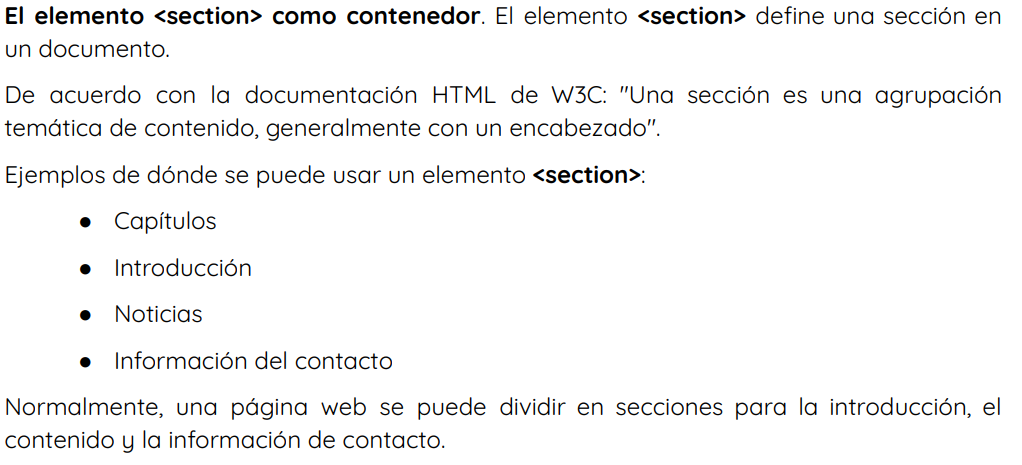 El elemento <section> como contenedor. El elemento <section> define una sección en
un documento.
De acuerdo con la documentación HTML de W3C: "Una sección es una agrupación
temática de contenido, generalmente con un encabezado".
Ejemplos de dónde se puede usar un elemento <section>:
● Capítulos
● Introducción
● Noticias
● Información del contacto
Normalmente, una página web se puede dividir en secciones para la introducción, el
contenido y la información de contacto.